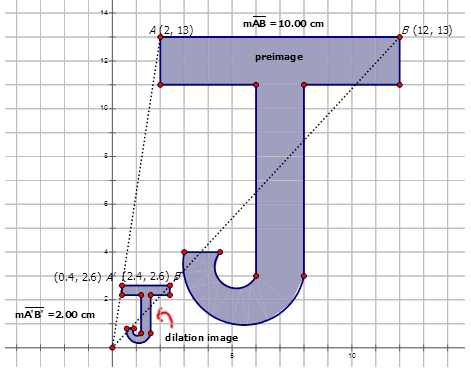 14
mAB = 10.00 cm
A (2, 13)
B (12, 13)
preimage
12
10
8
6
4
(0.4, 2.6) A' (2.4, 2.6) B'
2
mA'B' = 2.00 cm
dilation image
5
10